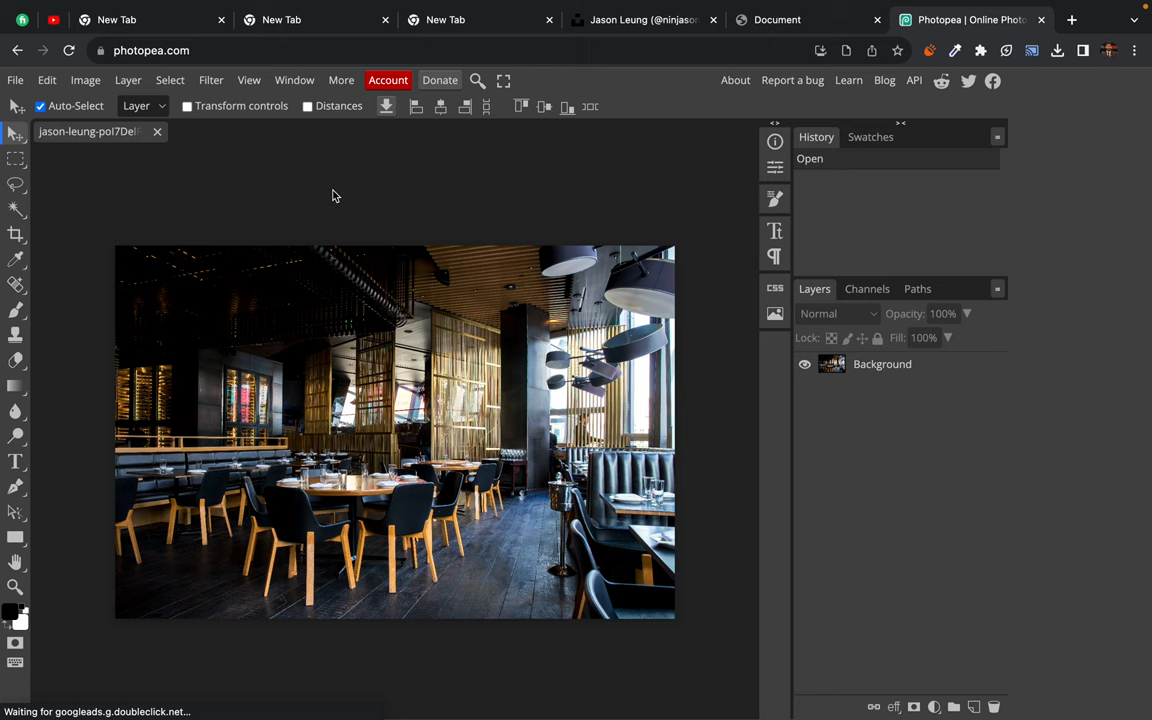 New Tab
New Tab
New Tab
Jason Leung (@ninjason
Document
Photopea | Online Photo
photopea.com
File Edit Image Layer Select Filter View Window More Account Donate
About Report a bug Learn Blog API
Auto-Select Layer Transform controls Distances
jason-leung-poI7Del
History Swatches
Open
Layers Channels Paths
Normal Opacity: 100%
Lock: Fill: 100%
Background
CSS
eff
Waiting for googleads.g.doubleclick.net...